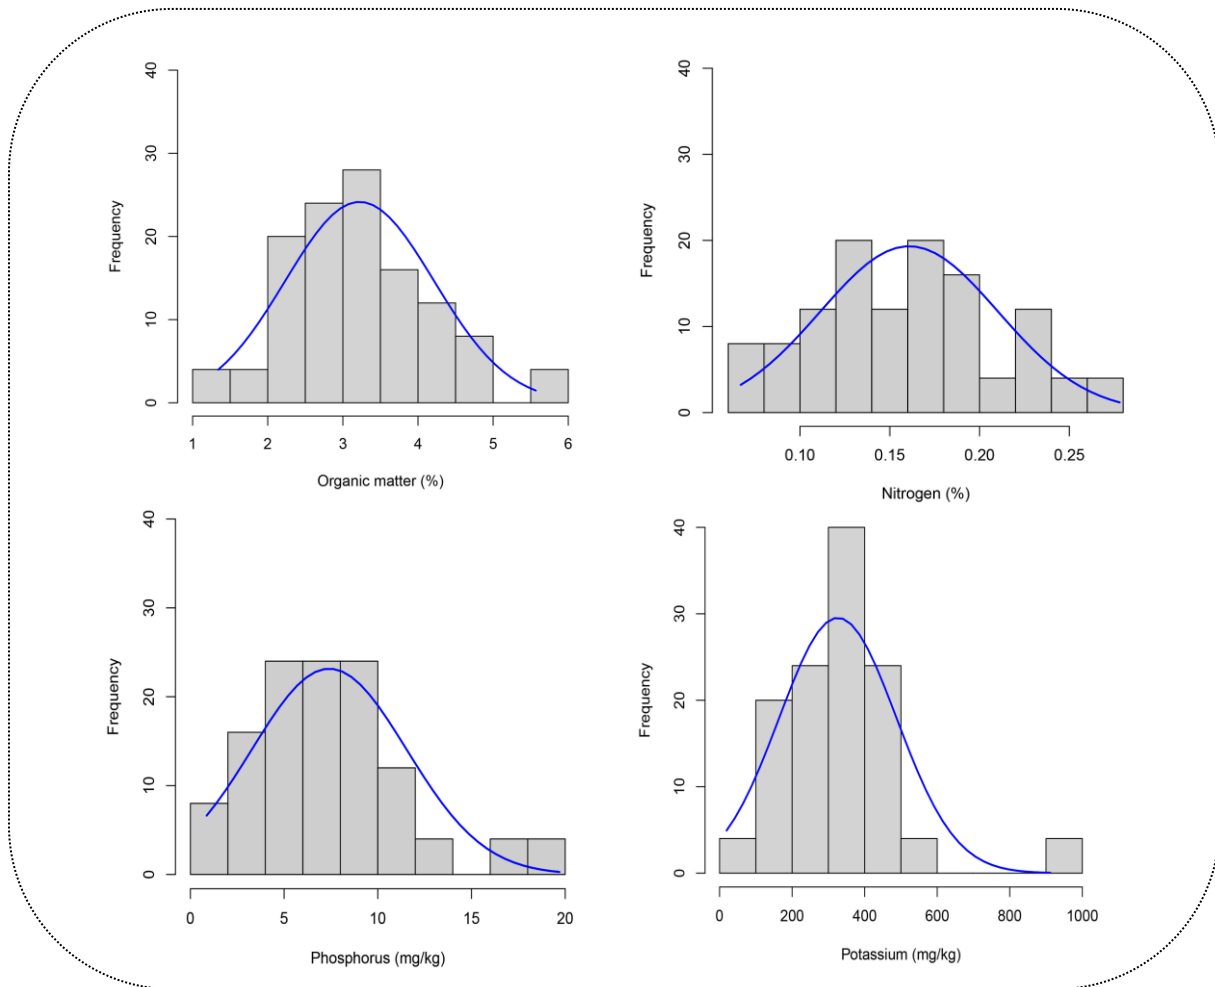 40
30
20
10
0
Frequency
1 2 3 4 5 6
Organic matter (%)
40
30
20
10
0
Frequency
0.10 0.15 0.20 0.25
Nitrogen (%)
40
30
20
10
0
Frequency
0 5 10 15 20
Phosphorus (mg/kg)
40
30
20
10
0
Frequency
0 200 400 600 800 1000
Potassium (mg/kg)